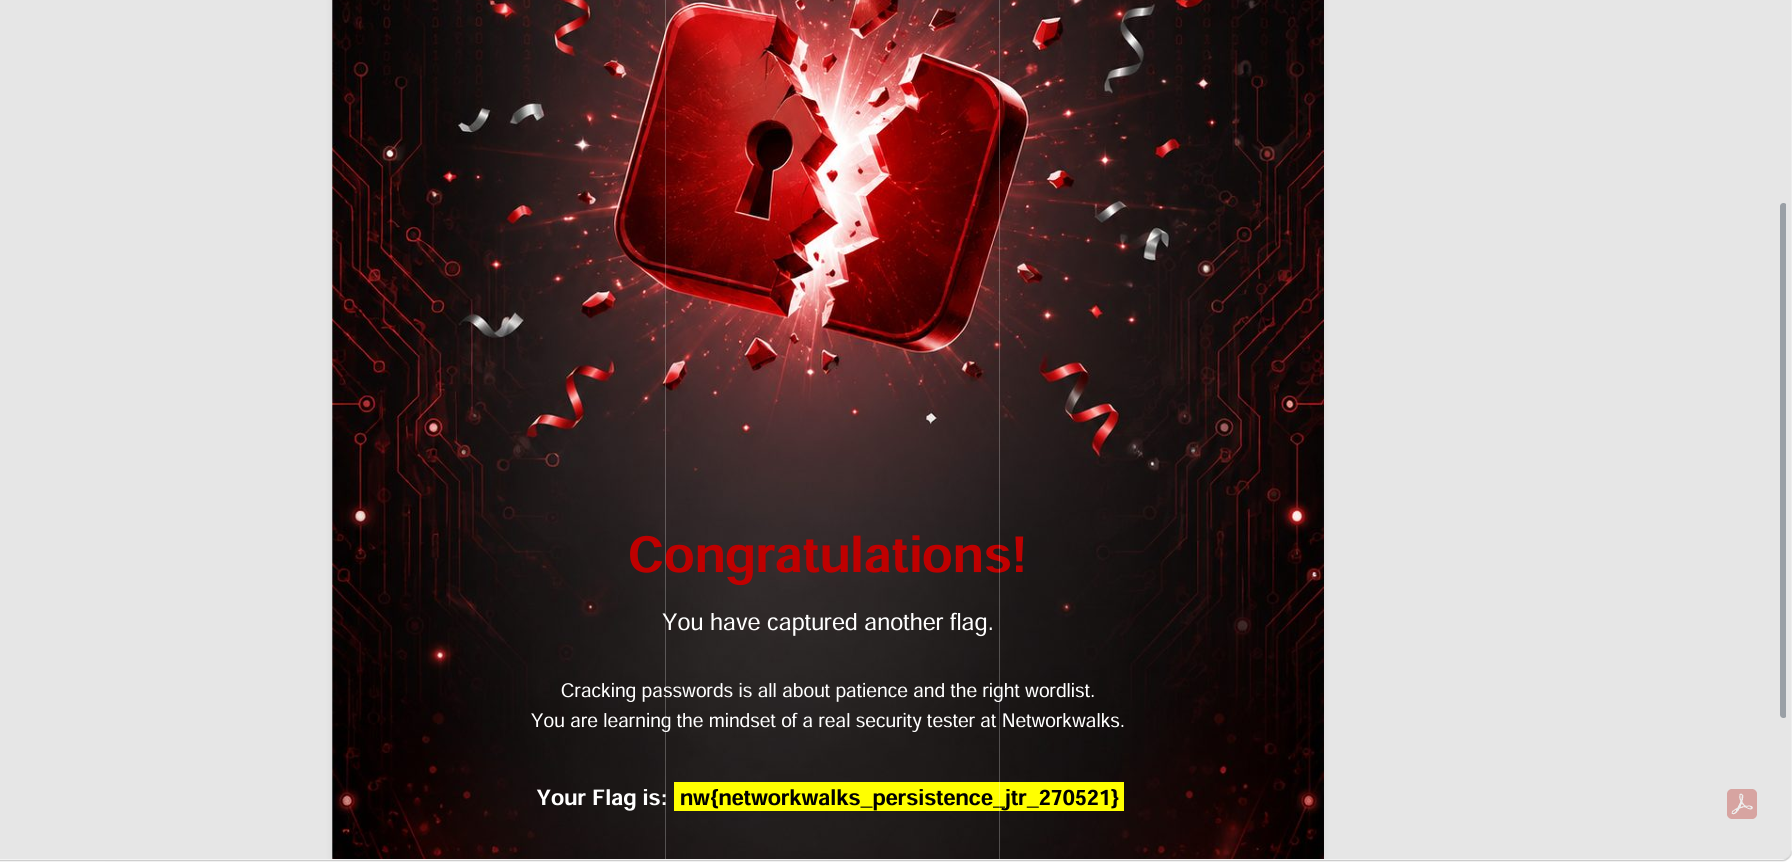 Congratulations!
You have captured another flag.
Cracking passwords is all about patience and the right wordlist.
You are learning the mindset of a real security tester at Networkwalks.
Your Flag is: nw{networkwalks_persistence_jtr_270521}